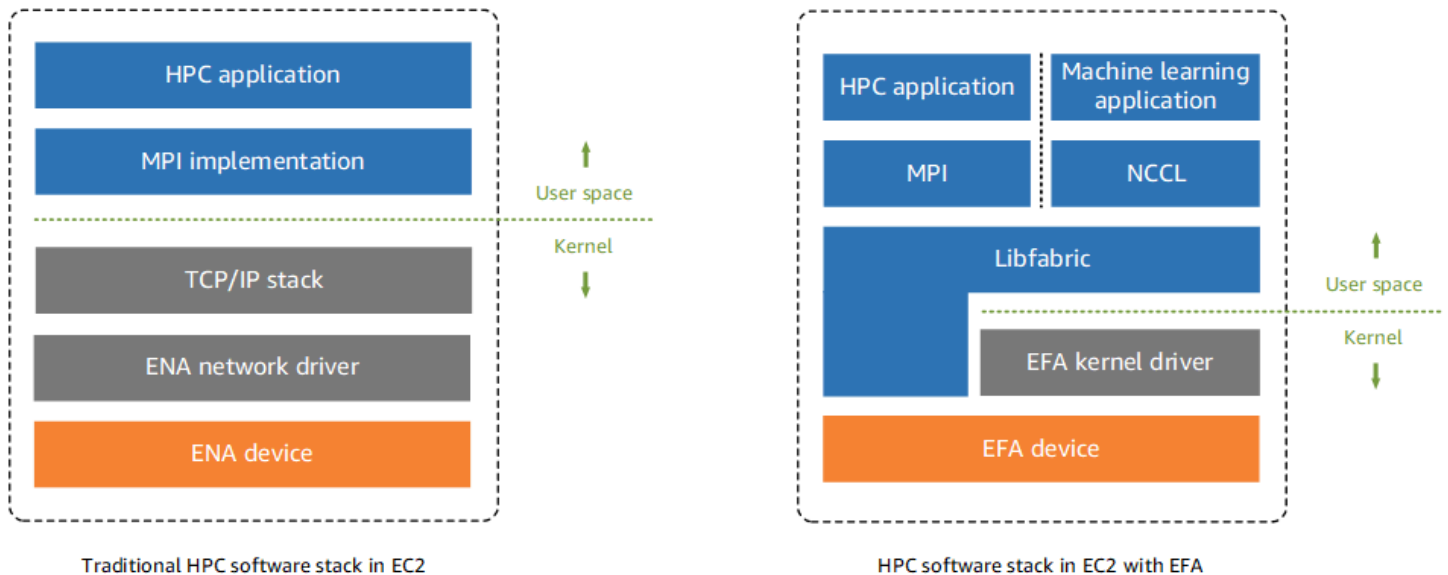 HPC application
MPI implementation
User space
Kernel
TCP/IP stack
ENA network driver
ENA device
Traditional HPC software stack in EC2
HPC application
Machine learning
application
MPI
NCCL
Libfabric
User space
Kernel
EFA kernel driver
EFA device
HPC software stack in EC2 with EFA